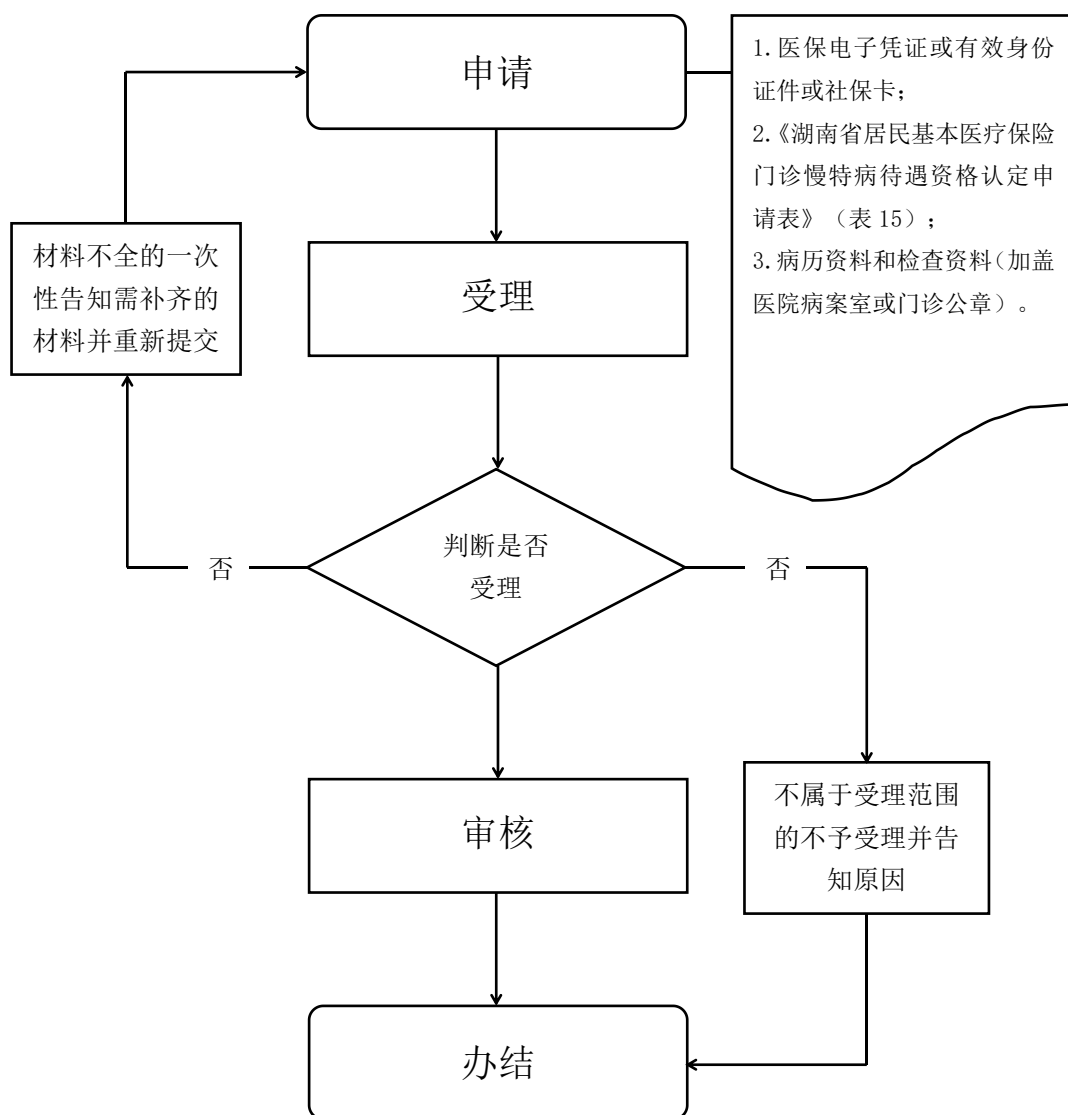 申请
1.医保电子凭证或有效身份
证件或社保卡；
2.《湖南省居民基本医疗保险
门诊慢特病待遇资格认定申
请表》（表 15）；
3.病历资料和检查资料（加盖
医院病案室或门诊公章）。
材料不全的一次
性告知需补齐的
材料并重新提交
受理
判断是否
受理
否
否
审核
不属于受理范围
的不予受理并告
知原因
办结